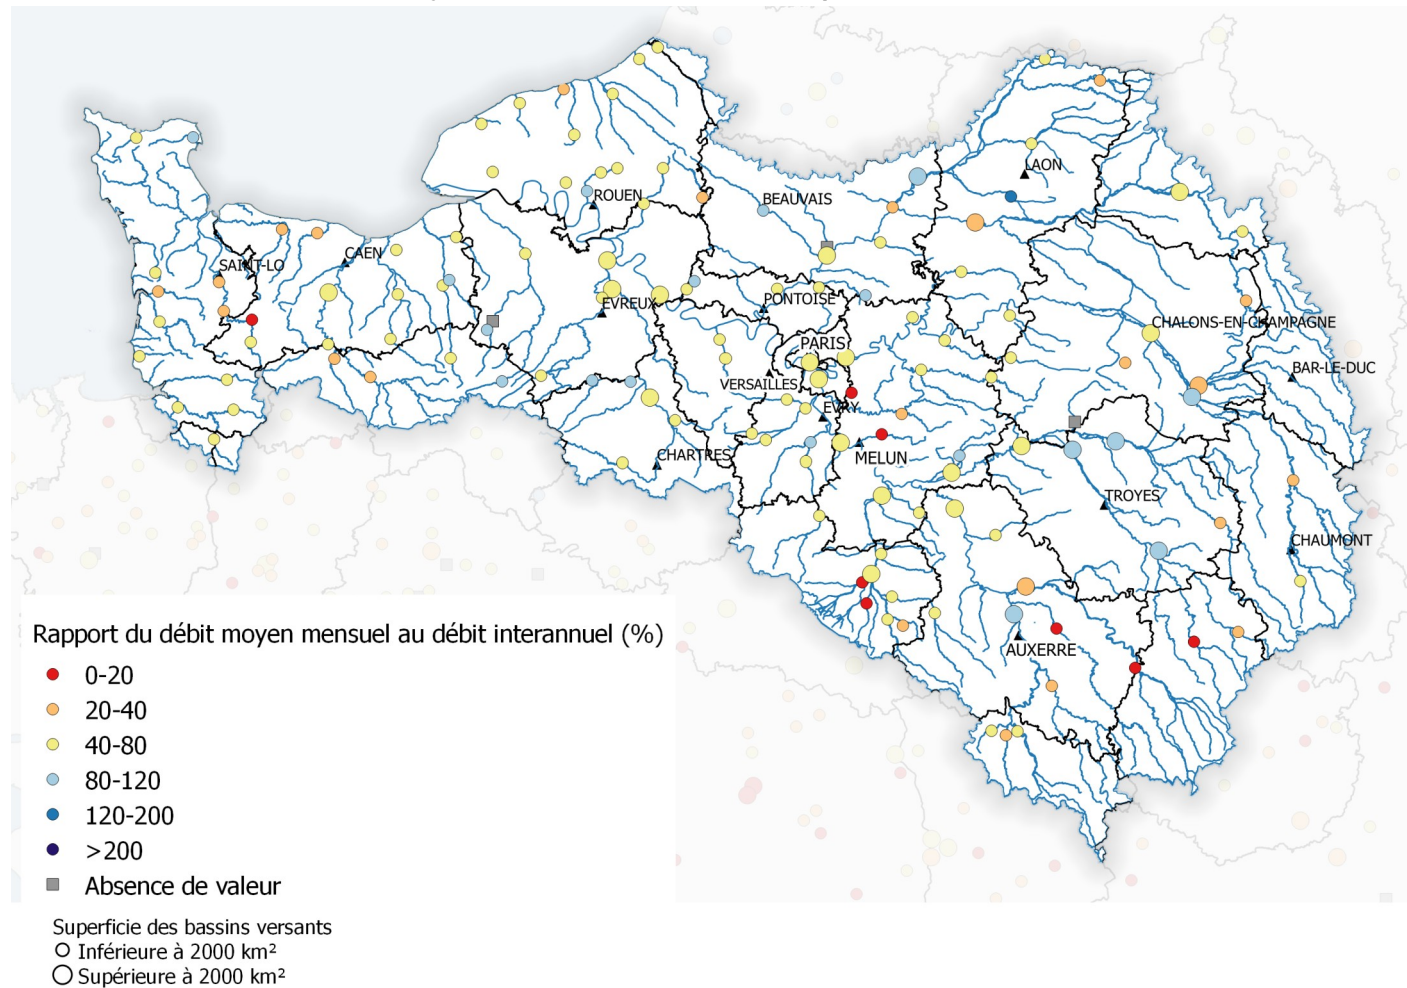 LAON
ROUEN
BEAUVAIS
CAEN
SAINT-LO
EVREUX
PONTOISE
CHALONS-EN-CHAMPAGNE
PARIS
BAR-LE-DUC
VERSAILLES
EVRY
CHARTRES
MELUN
TROYES
CHAUMONT
AUXERRE
Rapport du débit moyen mensuel au débit interannuel (%)
0-20
20-40
40-80
80-120
120-200
>200
Absence de valeur
Superficie des bassins versants
Inférieure à 2000 km²
Supérieure à 2000 km²